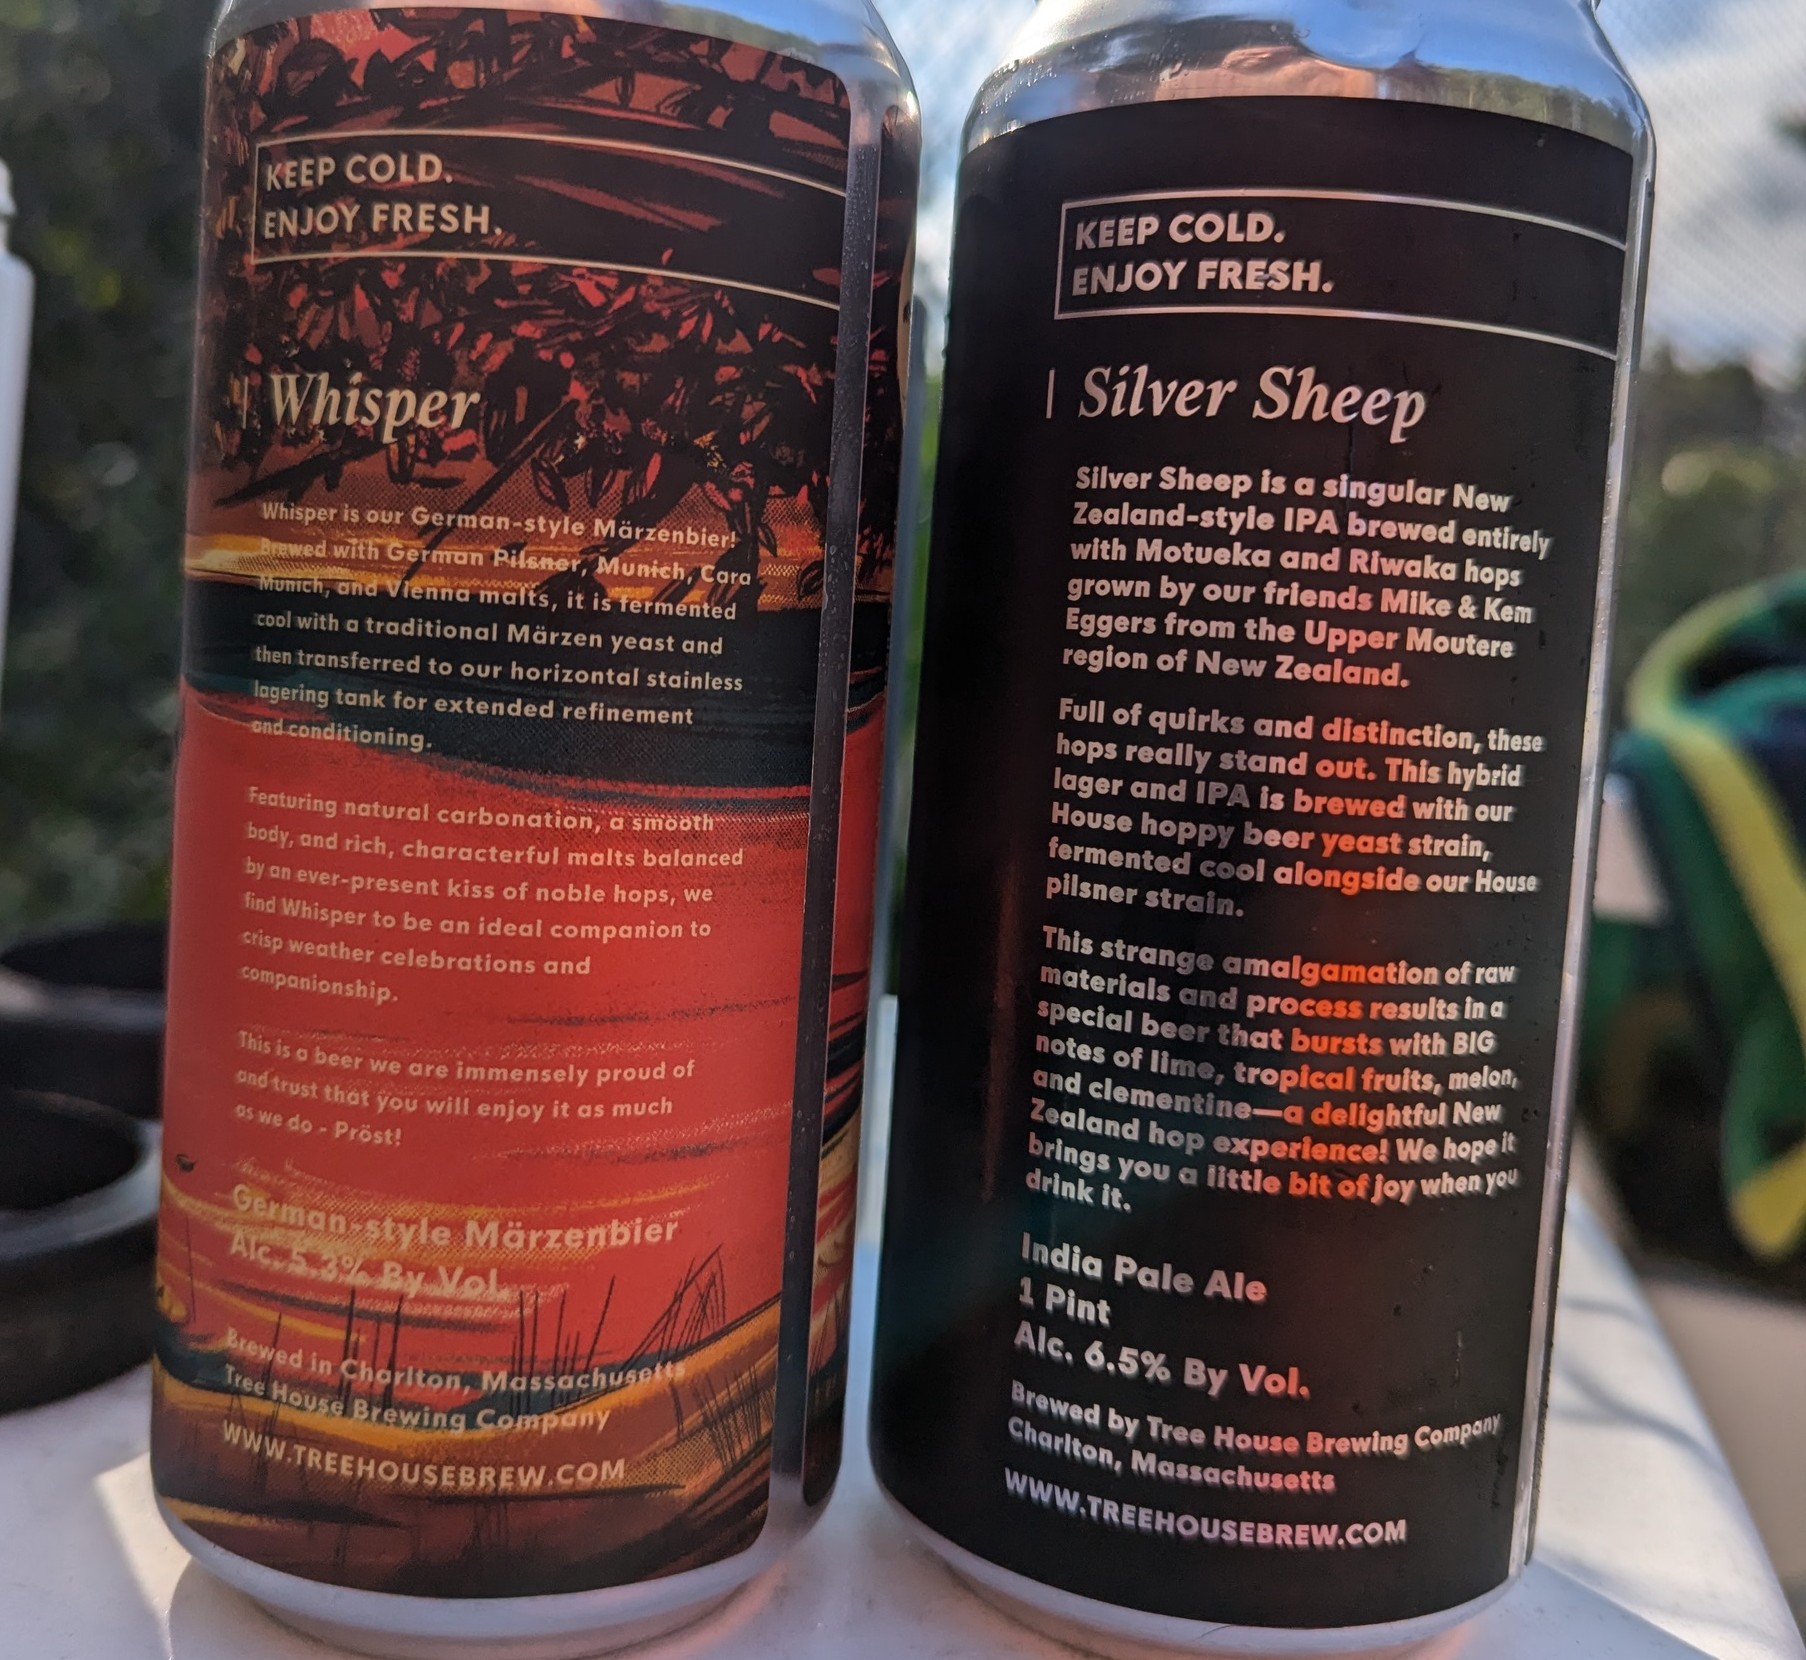 KEEP COLD.
ENJOY FRESH.
Whisper
Whisper is our German-style Märzenbier!
Brewed with German Pilsner, Munich, Cara
Munich, and Vienna malts, it is fermented
cool with a traditional Märzen yeast and
then transferred to our horizontal stainless
lagering tank for extended refinement
and conditioning.
Featuring natural carbonation, a smooth
body, and rich, characterful malts balanced
by an ever-present kiss of noble hops, we
find Whisper to be an ideal companion to
crisp weather celebrations and
companionship.
This is a beer we are immensely proud of
and trust that you will enjoy it as much
as we do - Pröst!
German-style Märzenbier
Alc. 5.3% By Vol.
Brewed in Charlton, Massachusetts
Tree House Brewing Company
WWW.TREEHOUSEBREW.COM
KEEP COLD.
ENJOY FRESH.
Silver Sheep
Silver Sheep is a singular New
Zealand-style IPA brewed entirely
with Motueka and Riwaka hops
grown by our friends Mike & Kem
Eggers from the Upper Moutere
region of New Zealand.
Full of quirks and distinction, these
hops really stand out. This hybrid
lager and IPA is brewed with our
House hoppy beer yeast strain,
fermented cool alongside our House
pilsner strain.
This strange amalgamation of raw
materials and process results in a
special beer that bursts with BIG
notes of lime, tropical fruits, melon,
and clementine—a delightful New
Zealand hop experience! We hope it
brings you a little bit of joy when you
drink it.
India Pale Ale
1 Pint
Alc. 6.5% By Vol.
Brewed by Tree House Brewing Company
Charlton, Massachusetts
WWW.TREEHOUSEBREW.COM